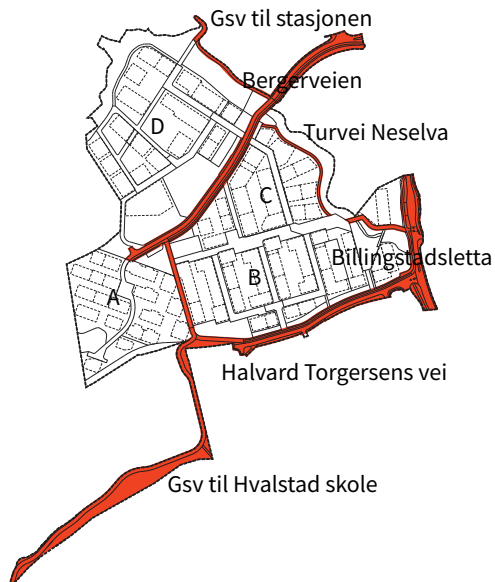 Gsv til stasjonen
Bergerveien
D
Turvei Neselva
C
Billingstadsletta
A
B
Halvard Torgersens vei
Gsv til Hvalstad skole